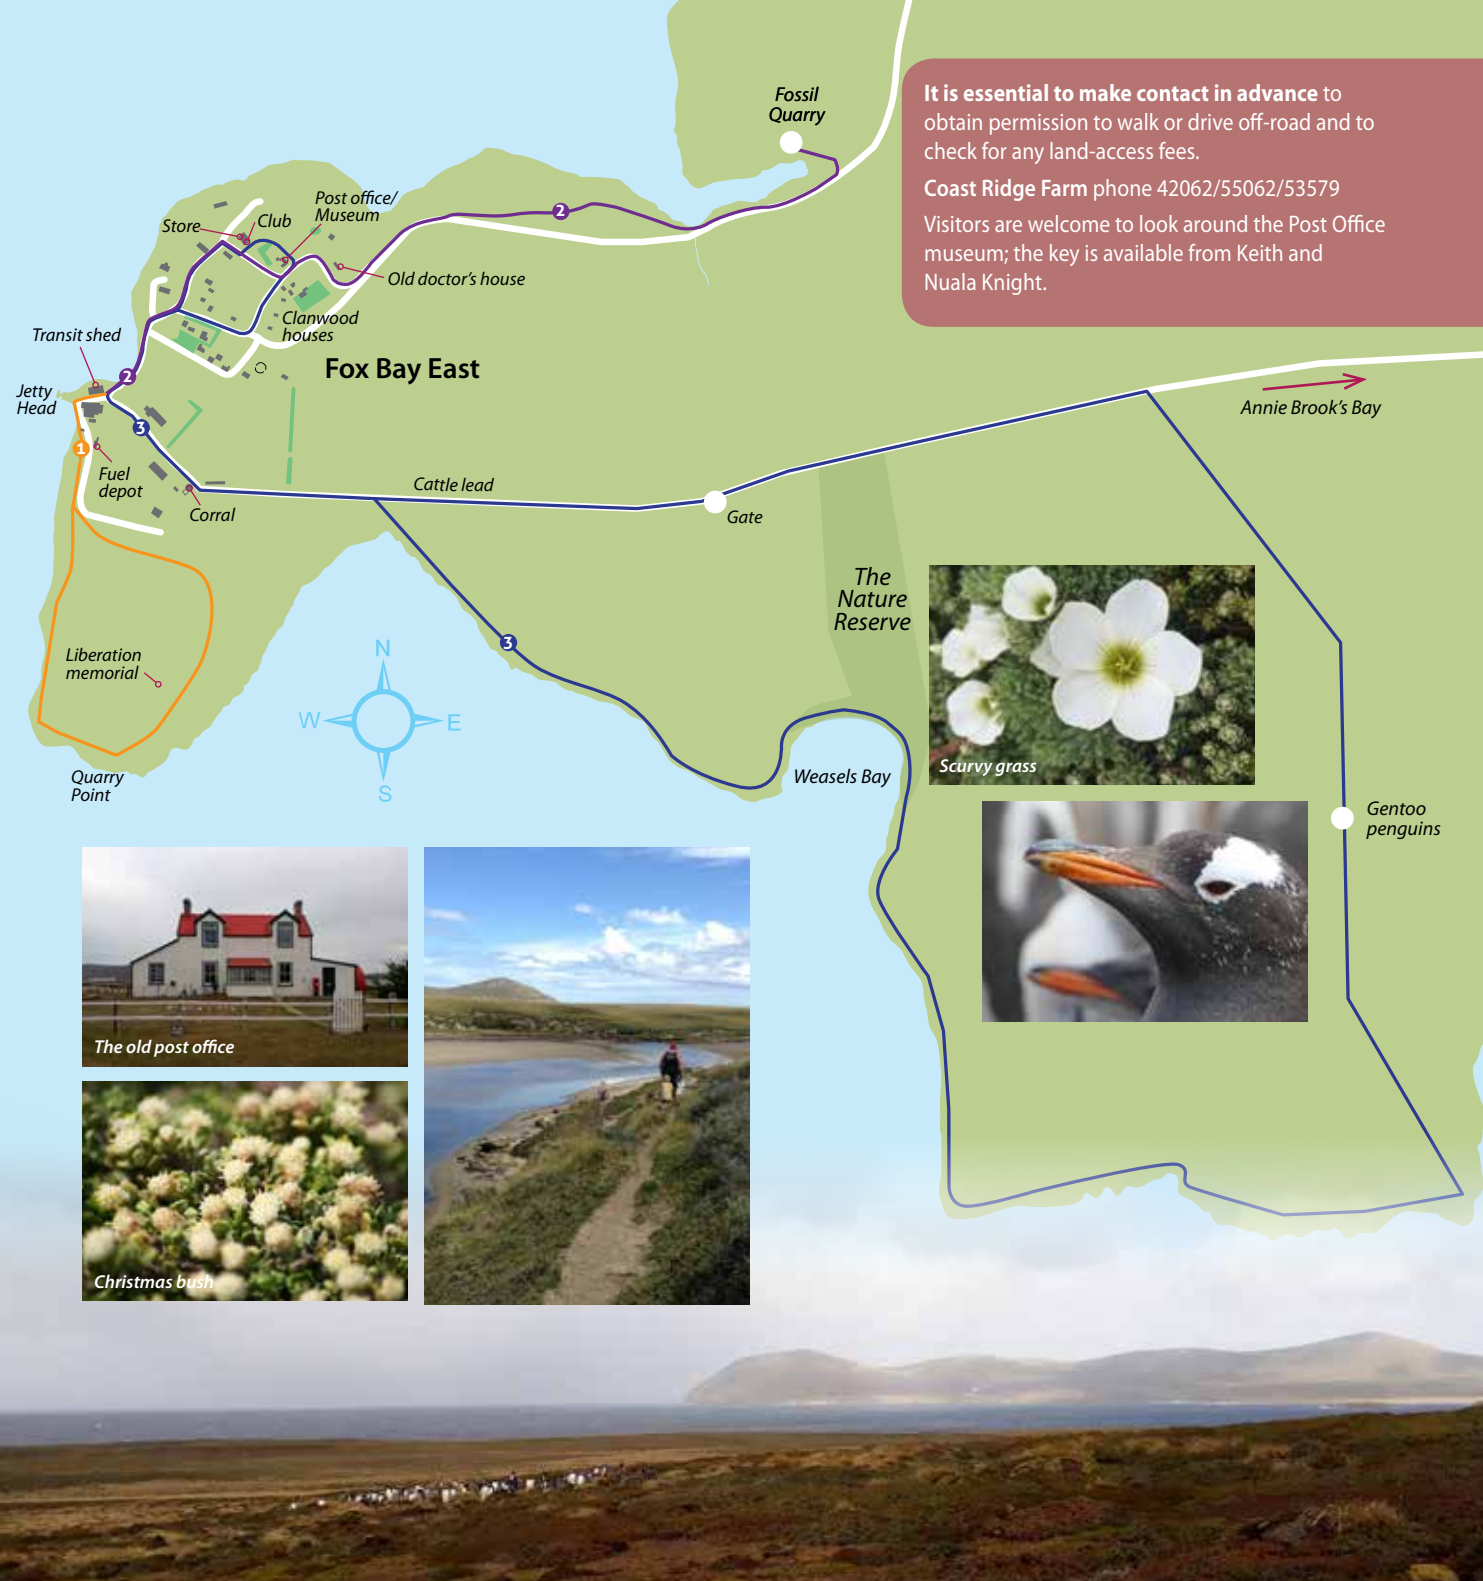 Fossil
Quarry
It is essential to make contact in advance to
obtain permission to walk or drive off-road and to
check for any land-access fees.
Coast Ridge Farm phone 42062/55062/53579
Visitors are welcome to look around the Post Office
museum; the key is available from Keith and
Nuala Knight.
Post office/
Museum
Store
Club
2
Old doctor's house
Clanwood
houses
Transit shed
Fox Bay East
2
Jetty
Head
Annie Brook's Bay
3
1
Fuel
depot
Cattle lead
Corral
Gate
The
Nature
Reserve
3
Liberation
memorial
N
W
E
S
Quarry
Point
Weasels Bay
Scurvy grass
Gentoo
penguins
The old post office
Christmas bush